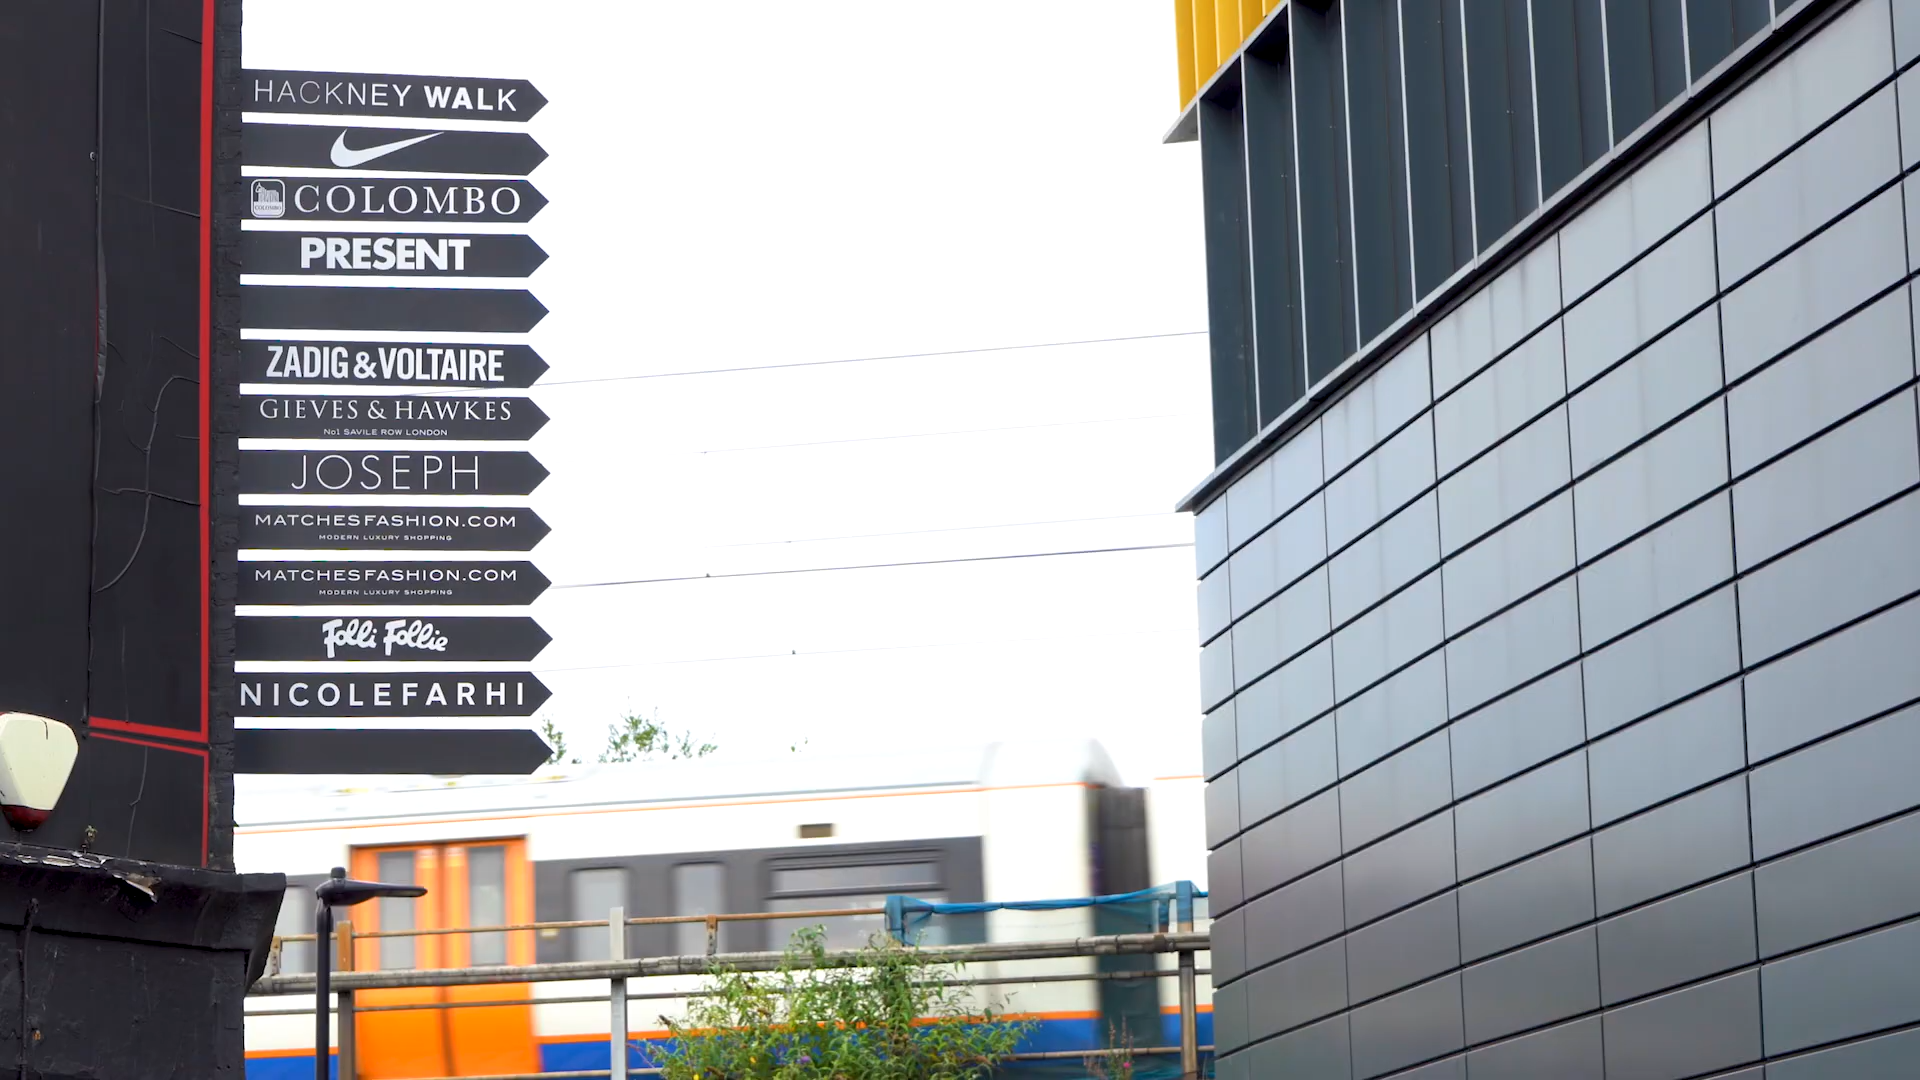 HACKNEY WALK
COLOMBO
COLOMBO
PRESENT
ZADIG & VOLTAIRE
GIEVES & HAWKES
No1 SAVILE ROW LONDON
JOSEPH
MATCHESFASHION.COM
MODERN LUXURY SHOPPING
MATCHESFASHION.COM
MODERN LUXURY SHOPPING
Folli Follie
NICOLEFARHI